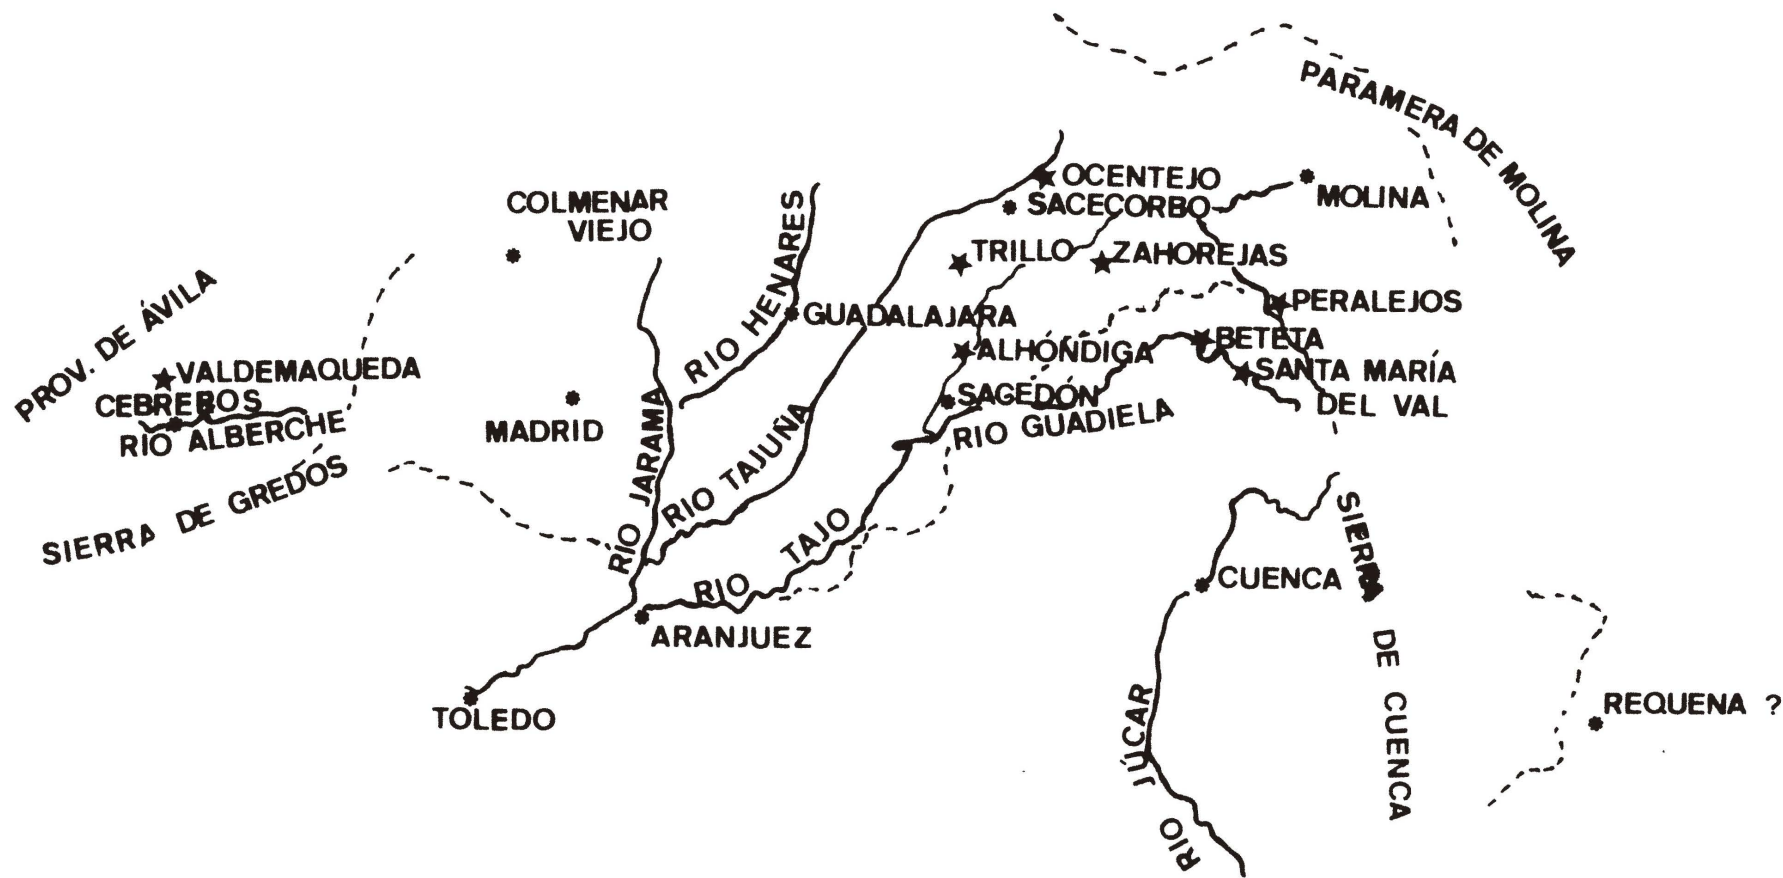 PARAMERA DE MOLINA
OCENTEJO
SACECORBO
MOLINA
COLMENAR
VIEJO
TRILLO
ZAHOREJAS
RIO HENARES
PROV. DE ÁVILA
GUADALAJARA
PERALEJOS
BETETA
ALHÓNDIGA
VALDEMAQUEDA
SANTA MARÍA
DEL VAL
CEBREROS
SAGEDÓN
RIO ALBERCHE
RIO GUADIELA
MADRID
RIO JARAMA
RIO TAJUÑA
SIERRA DE GREDOS
RIO TAJO
SIERRA DE CUENCA
CUENCA
ARANJUEZ
TOLEDO
REQUENA ?
RIO JÚCAR